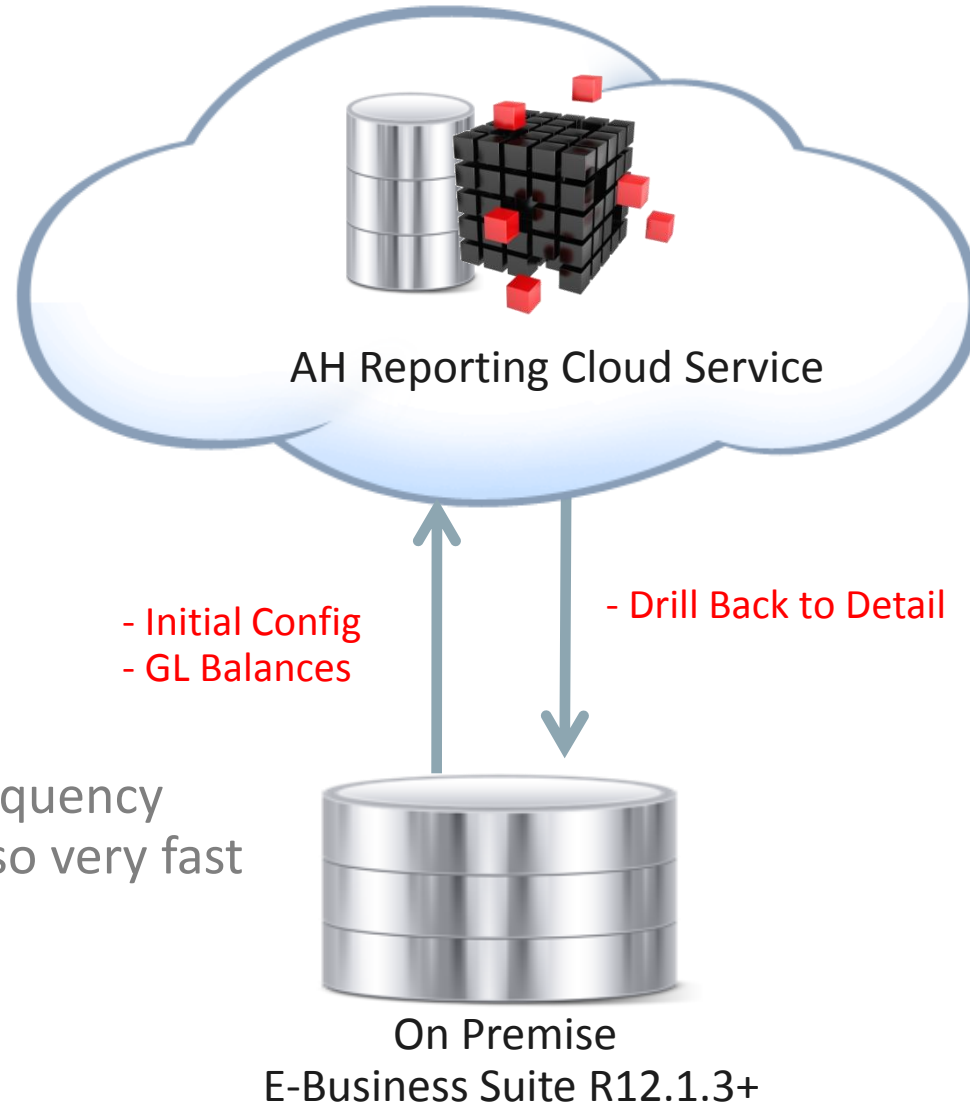 AH Reporting Cloud Service
- Initial Config
- GL Balances
- Drill Back to Detail
so very fast
On Premise
E-Business Suite R12.1.3+